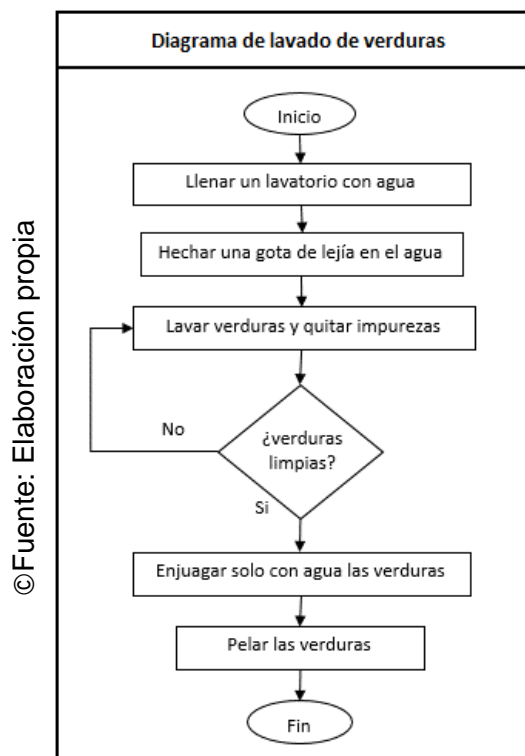 Diagrama de lavado de verduras
Inicio
Llenar un lavatorio con agua
Hechar una gota de lejía en el agua
Lavar verduras y quitar impurezas
No
¿verduras
limpias?
Si
Enjuagar solo con agua las verduras
Pelar las verduras
Fin
©Fuente: Elaboración propia